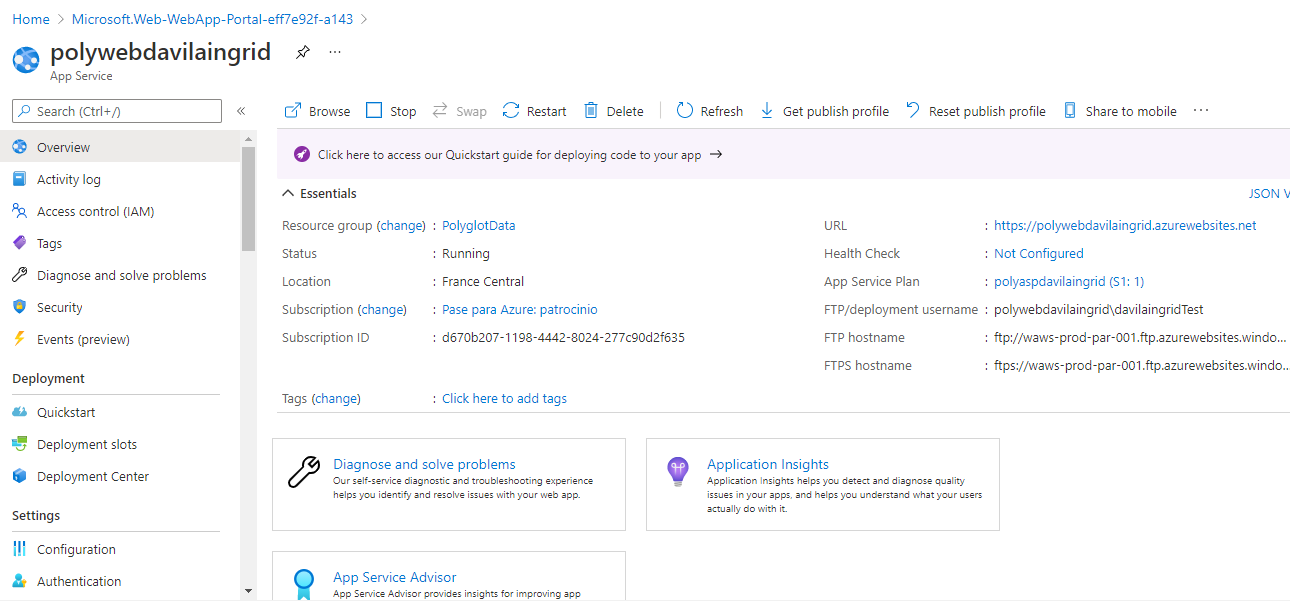 Home > Microsoft.Web-WebApp-Portal-eff7e92f-a143 >
polywebdavilaingrid ...
App Service
Search (Ctrl+/) «
Browse Stop Swap Restart Delete Refresh Get publish profile Reset publish profile Share to mobile ...
Overview
Activity log
Access control (IAM)
Tags
Diagnose and solve problems
Security
Events (preview)
Deployment
Quickstart
Deployment slots
Deployment Center
Settings
Configuration
Authentication
Click here to access our Quickstart guide for deploying code to your app →
Essentials
JSON V
Resource group (change) : PolyglotData
Status : Running
Location : France Central
Subscription (change) : Pase para Azure: patrocinio
Subscription ID : d670b207-1198-4442-8024-277c90d2f635
URL : https://polywebdavilaingrid.azurewebsites.net
Health Check : Not Configured
App Service Plan : polyaspdavilaingrid (S1: 1)
FTP/deployment username : polywebdavilaingrid\davilaingridTest
FTP hostname : ftp://waws-prod-par-001.ftp.azurewebsites.windo...
FTPS hostname : ftps://waws-prod-par-001.ftp.azurewebsites.windo...
Tags (change) : Click here to add tags
Diagnose and solve problems
Our self-service diagnostic and troubleshooting experience
helps you identify and resolve issues with your web app.
Application Insights
Application Insights helps you detect and diagnose quality
issues in your apps, and helps you understand what your users
actually do with it.
App Service Advisor
App Service Advisor provides insights for improving app